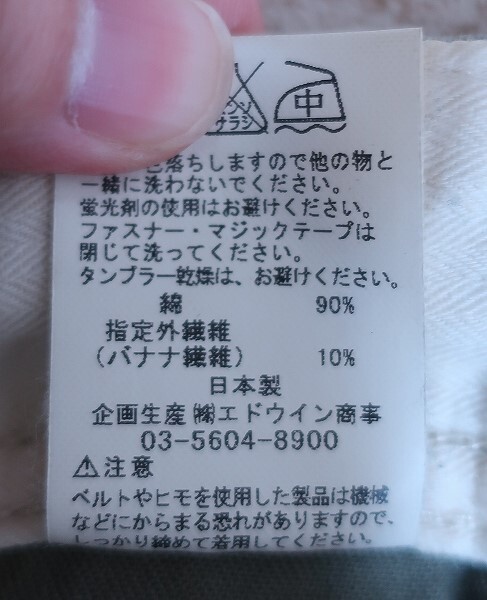 エンソ
サラシ
中
色落ちしますので他の物と
一緒に洗わないでください。
蛍光剤の使用はお避けください。
ファスナー・マジックテープは
閉じて洗ってください。
タンブラー乾燥は、お避けください。
綿 90%
指定外繊維
(バナナ繊維) 10%
日本製
企画生産㈱エドウイン商事
03-5604-8900
⚠注意
ベルトやヒモを使用した製品は機械
などにからまる恐れがありますので、
しっかり締めて着用してください。